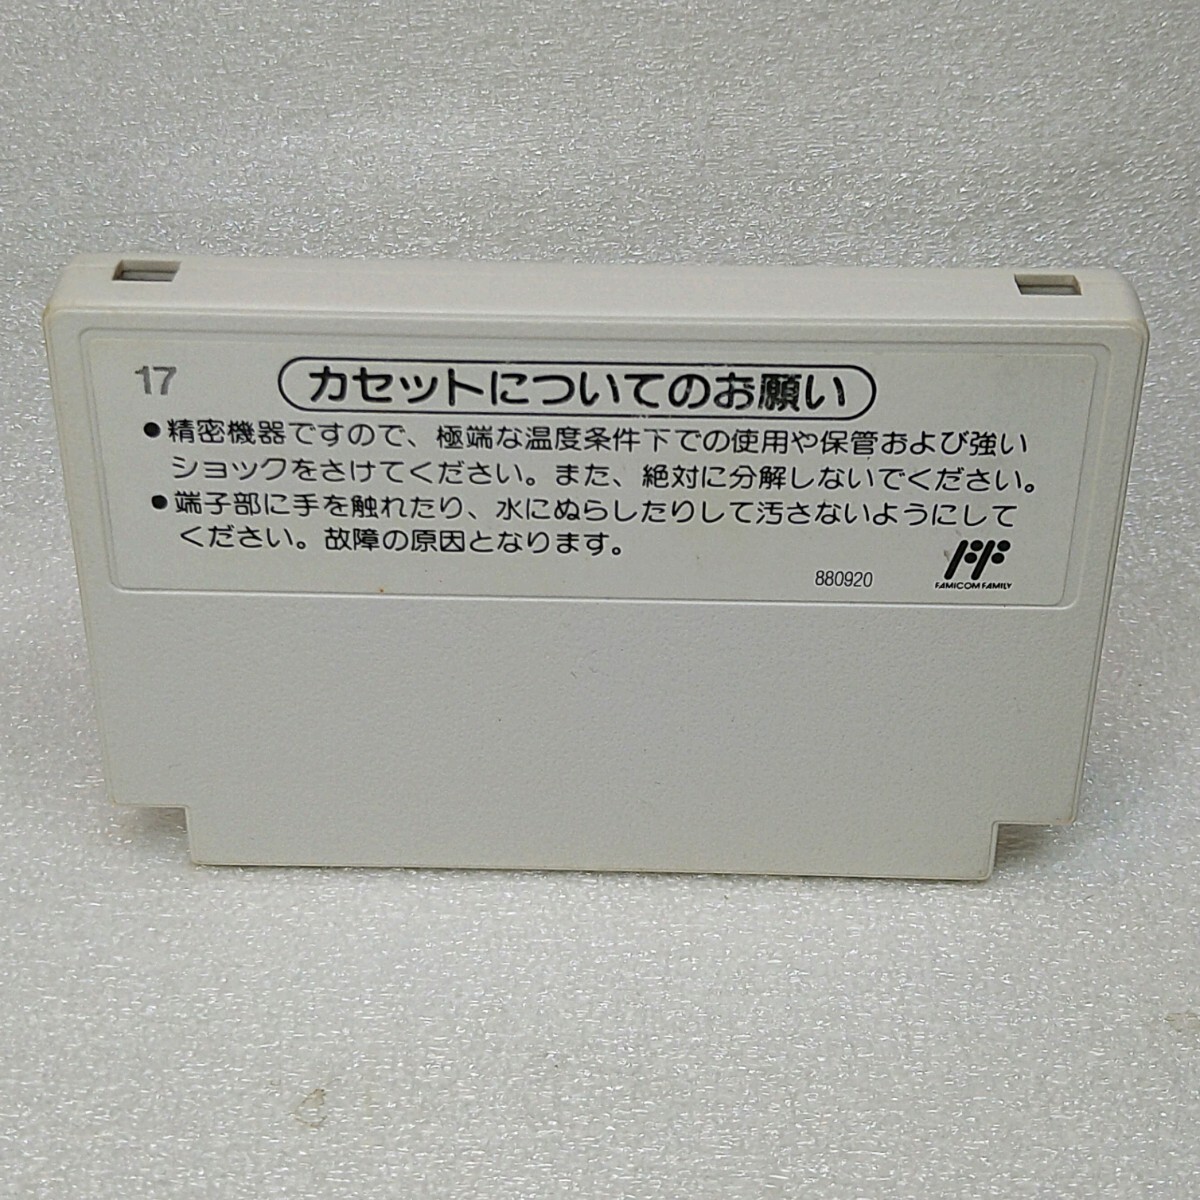 17
カセットについてのお願い
●精密機器ですので、極端な温度条件下での使用や保管および強い
ショックをさけてください。また、絶対に分解しないでください。
●端子部に手を触れたり、水にぬらしたりして汚さないようにして
ください。故障の原因となります。
880920
FF
FAMICOM FAMILY